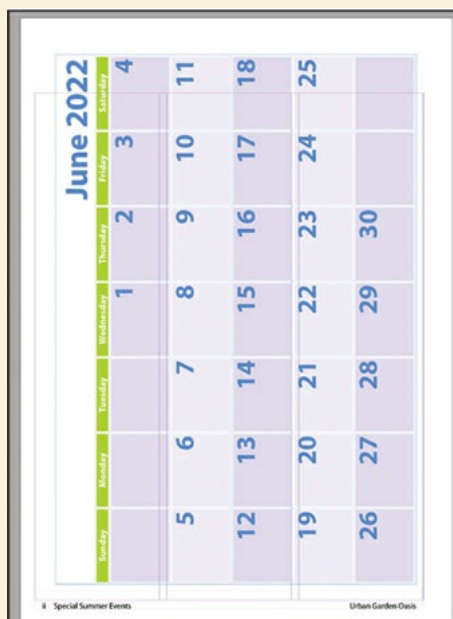 June 2022
Sunday Monday Tuesday Wednesday Thursday Friday Saturday
1 2 3 4
5 6 7 8 9 10 11
12 13 14 15 16 17 18
19 20 21 22 23 24 25
26 27 28 29 30
ii Special Summer Events Urban Garden Oasis